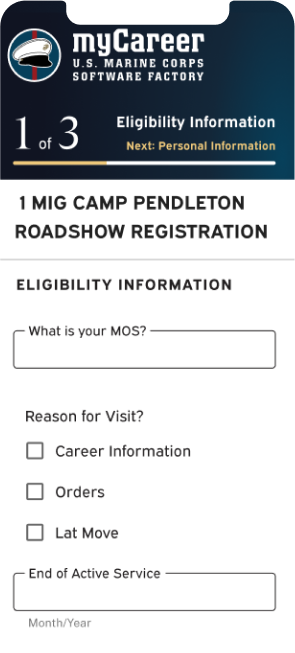 myCareer
U.S. MARINE CORPS
SOFTWARE FACTORY
1 of 3
Eligibility Information
Next: Personal Information
1 MIG CAMP PENDLETON
ROADSHOW REGISTRATION
ELIGIBILITY INFORMATION
What is your MOS?
Reason for Visit?
Career Information
Orders
Lat Move
End of Active Service
Month/Year